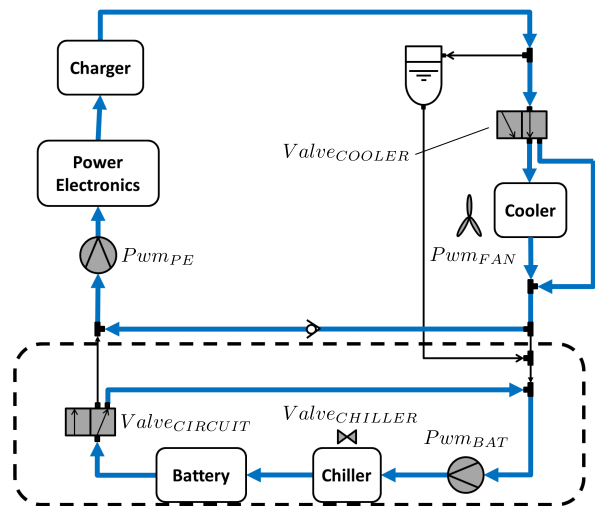 Charger
Valve_COOLER
Power
Electronics
Cooler
Pwm_PE
Pwm_FAN
Valve_CIRCUIT
Valve_CHILLER
Pwm_BAT
Battery
Chiller